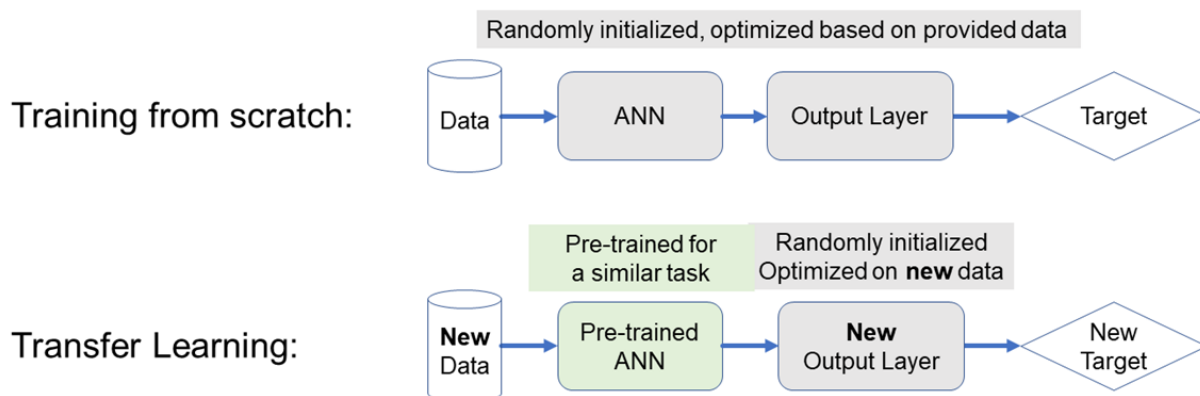 Randomly initialized, optimized based on provided data
Training from scratch:
Data
ANN
Output Layer
Target
Pre-trained for
a similar task
Randomly initialized
Optimized on new data
Transfer Learning:
New
Data
Pre-trained
ANN
New
Output Layer
New
Target